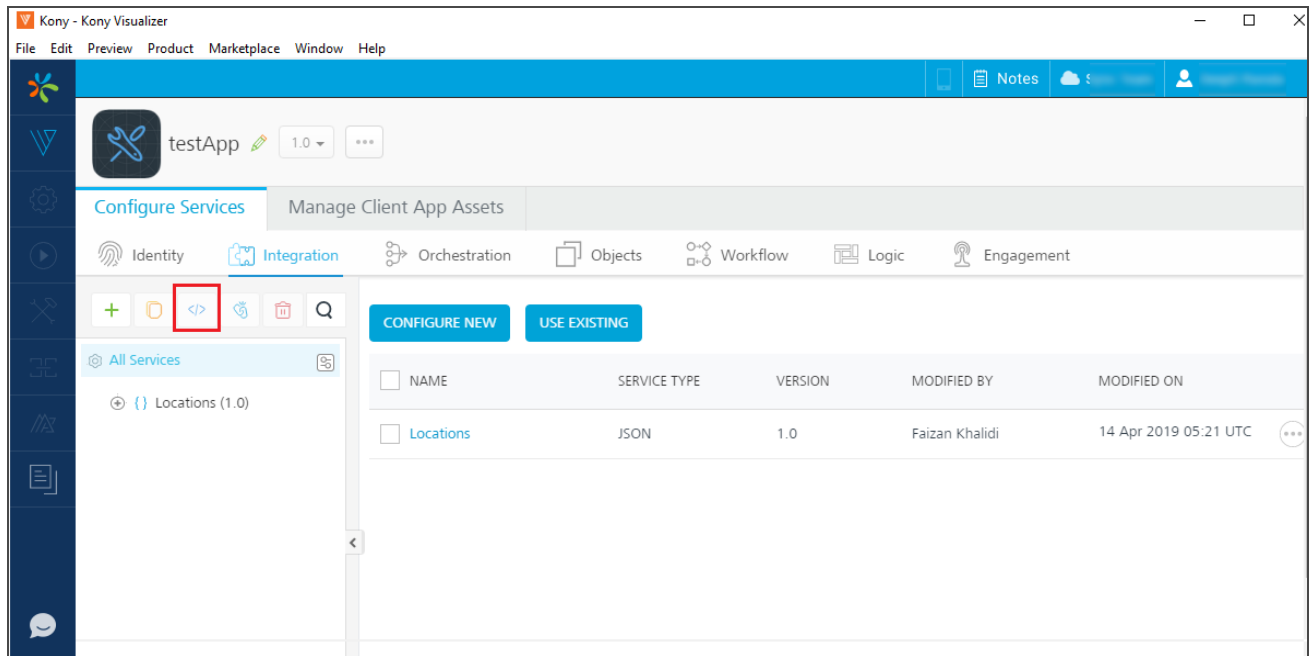 Kony - Kony Visualizer
File Edit Preview Product Marketplace Window Help
Notes
testApp 1.0
Configure Services Manage Client App Assets
Identity Integration Orchestration Objects Workflow Logic Engagement
CONFIGURE NEW USE EXISTING
All Services
NAME SERVICE TYPE VERSION MODIFIED BY MODIFIED ON
{ } Locations (1.0)
Locations JSON 1.0 Faizan Khalidi 14 Apr 2019 05:21 UTC